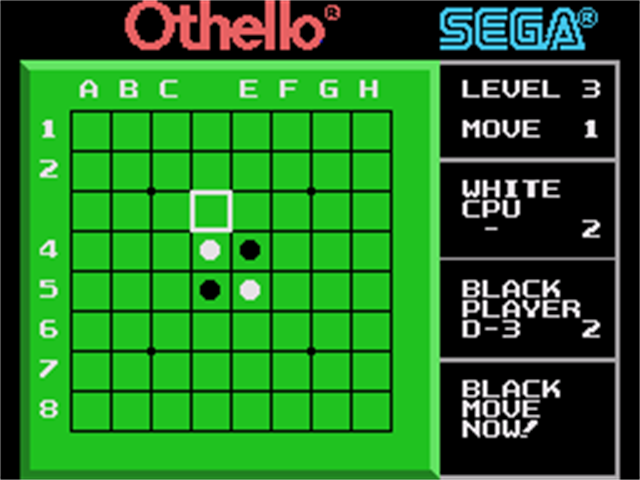 Othello®
SEGA®
A B C E F G H
1
2
4
5
6
7
8
LEVEL 3
MOVE 1
WHITE
CPU
- 2
BLACK
PLAYER
D-3 2
BLACK
MOVE
NOW!